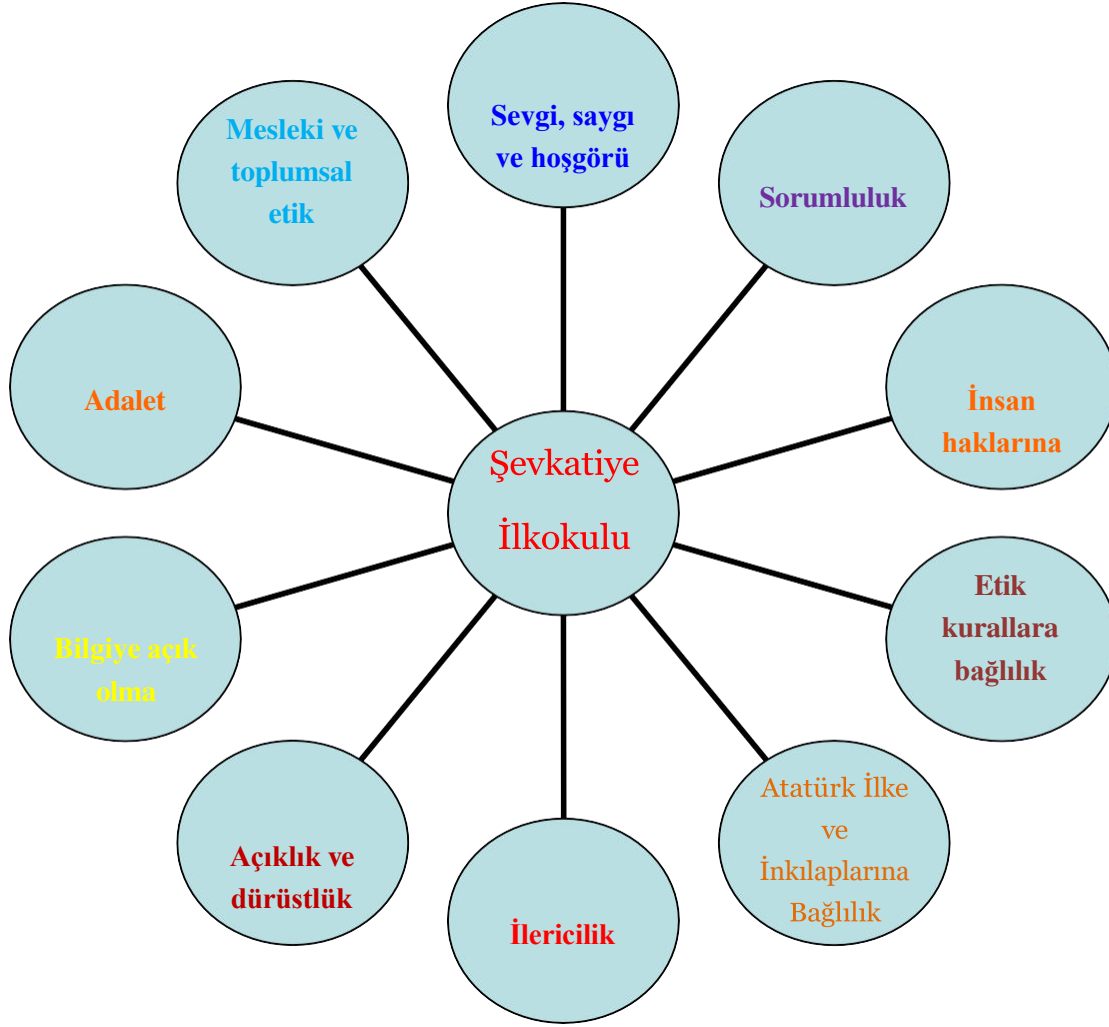 Sevgi, saygı
ve hoşgörü
Mesleki ve
toplumsal
etik
Sorumluluk
Adalet
İnsan
haklarına
Şevkatiye
İlkokulu
Etik
kurallara
bağlılık
Bilgiye açık
olma
Atatürk İlke
ve
İnkılaplarına
Bağlılık
Açıklık ve
dürüstlük
İlericilik